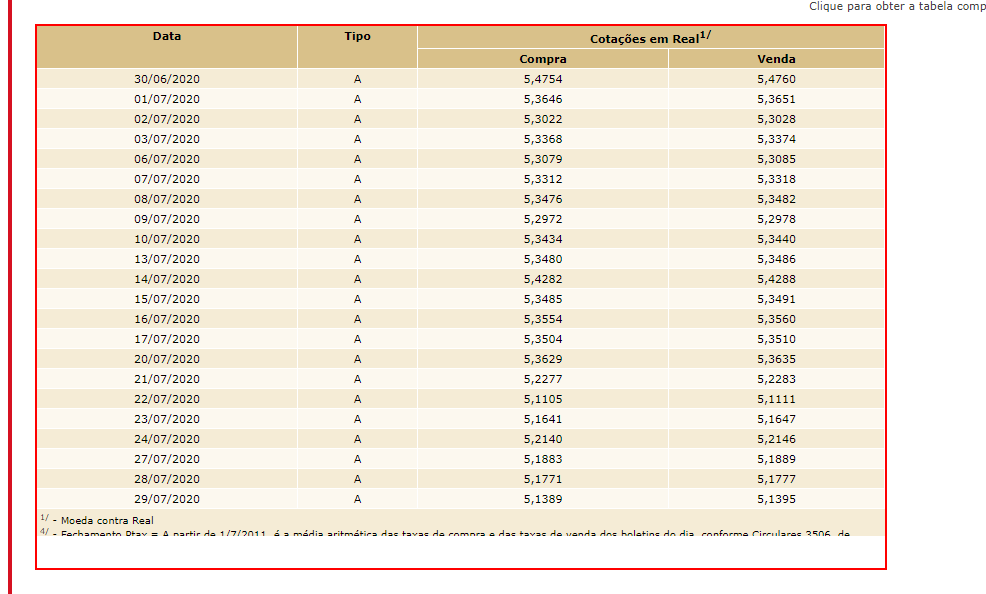 Clique para obter a tabela comp
Data Tipo Cotações em Real1/
Compra Venda
30/06/2020 A 5,4754 5,4760
01/07/2020 A 5,3646 5,3651
02/07/2020 A 5,3022 5,3028
03/07/2020 A 5,3368 5,3374
06/07/2020 A 5,3079 5,3085
07/07/2020 A 5,3312 5,3318
08/07/2020 A 5,3476 5,3482
09/07/2020 A 5,2972 5,2978
10/07/2020 A 5,3434 5,3440
13/07/2020 A 5,3480 5,3486
14/07/2020 A 5,4282 5,4288
15/07/2020 A 5,3485 5,3491
16/07/2020 A 5,3554 5,3560
17/07/2020 A 5,3504 5,3510
20/07/2020 A 5,3629 5,3635
21/07/2020 A 5,2277 5,2283
22/07/2020 A 5,1105 5,1111
23/07/2020 A 5,1641 5,1647
24/07/2020 A 5,2140 5,2146
27/07/2020 A 5,1883 5,1889
28/07/2020 A 5,1771 5,1777
29/07/2020 A 5,1389 5,1395
1/ - Moeda contra Real
4/ - Fechamento Ptax = A partir de 1/7/2011, é a média aritmética das taxas de compra e das taxas de venda dos boletins do dia, conforme Circulares 3506, de